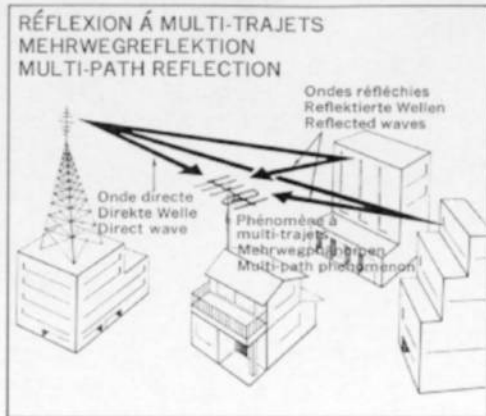 RÉFLEXION Á MULTI-TRAJETS
MEHRWEGREFLEKTION
MULTI-PATH REFLECTION
Ondes réfléchies
Reflektierte Wellen
Reflected waves
Onde directe
Direkte Welle
Direct wave
Phénomène à
multi-trajets
Multi-path phenomenon